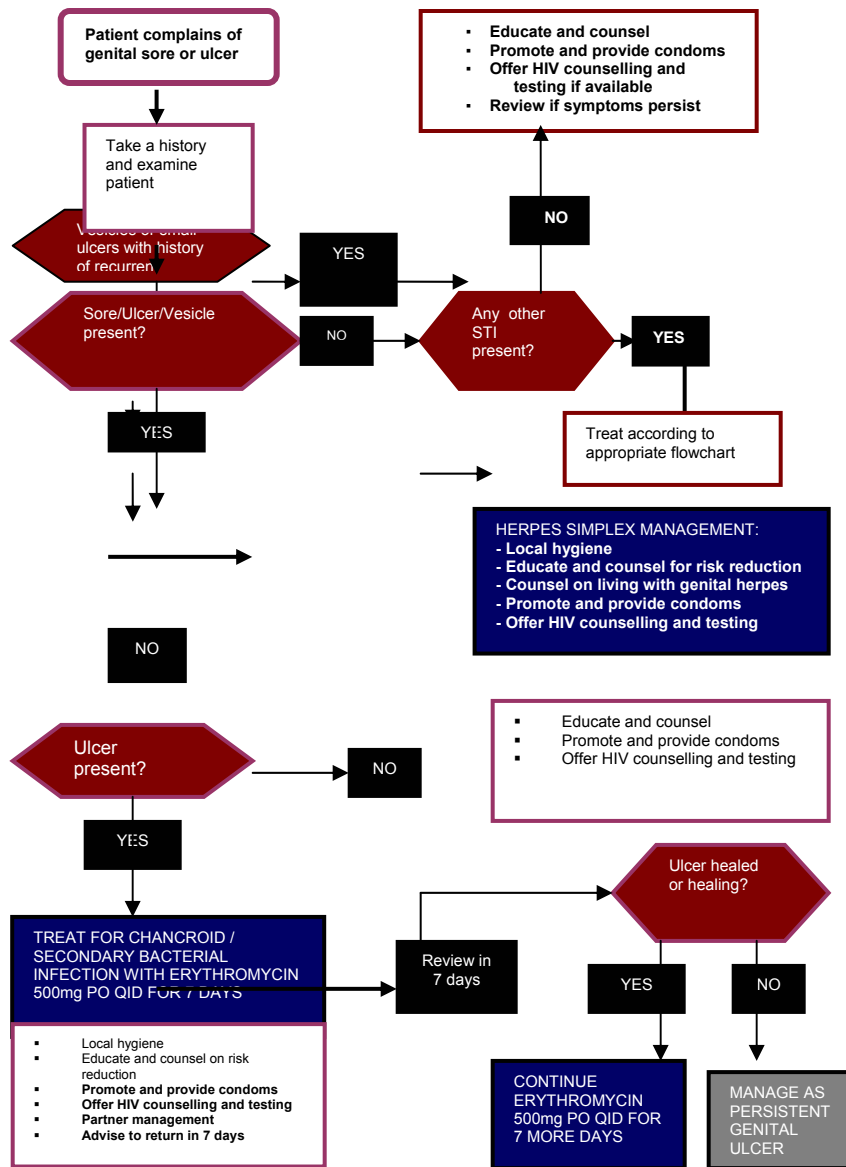 Patient complains of
genital sore or ulcer
▪ Educate and counsel
▪ Promote and provide condoms
▪ Offer HIV counselling and
testing if available
▪ Review if symptoms persist
Take a history
and examine
patient
NO
ulcers with history
of recurren
YES
Sore/Ulcer/Vesicle
present?
NO
Any other
STI
present?
YES
YES
Treat according to
appropriate flowchart
HERPES SIMPLEX MANAGEMENT:
- Local hygiene
- Educate and counsel for risk reduction
- Counsel on living with genital herpes
- Promote and provide condoms
- Offer HIV counselling and testing
NO
▪ Educate and counsel
▪ Promote and provide condoms
▪ Offer HIV counselling and testing
Ulcer
present?
NO
YES
Ulcer healed
or healing?
TREAT FOR CHANCROID /
SECONDARY BACTERIAL
INFECTION WITH ERYTHROMYCIN
500mg PO QID FOR 7 DAYS
Review in
7 days
YES
NO
▪ Local hygiene
▪ Educate and counsel on risk
reduction
▪ Promote and provide condoms
▪ Offer HIV counselling and testing
▪ Partner management
▪ Advise to return in 7 days
CONTINUE
ERYTHROMYCIN
500mg PO QID FOR
7 MORE DAYS
MANAGE AS
PERSISTENT
GENITAL
ULCER